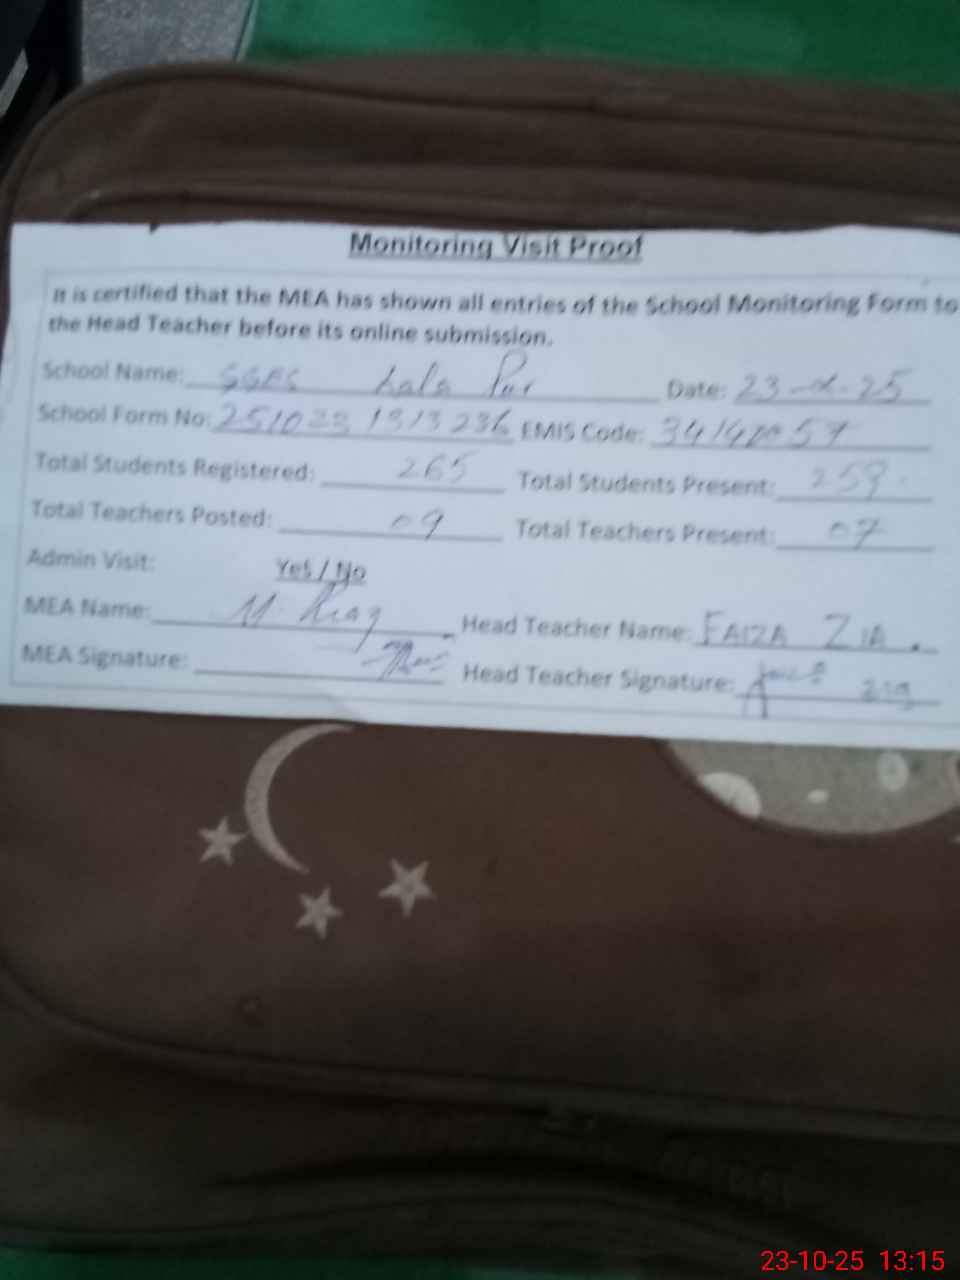 Monitoring Visit Proof
It is certified that the MEA has shown all entries of the School Monitoring Form to
the Head Teacher before its online submission.
School Name: Lala Pur Date: 23-x-25
School Form No: 251023 1313236 EMIS Code:
Total Students Registered: 265 Total Students Present:
Total Teachers Posted: 09 Total Teachers Present: 07
Admin Visit: Yes / No
MEA Name: M. Head Teacher Name: FAIZA ZIA.
MEA Signature: Head Teacher Signature:
23-10-25 13:15